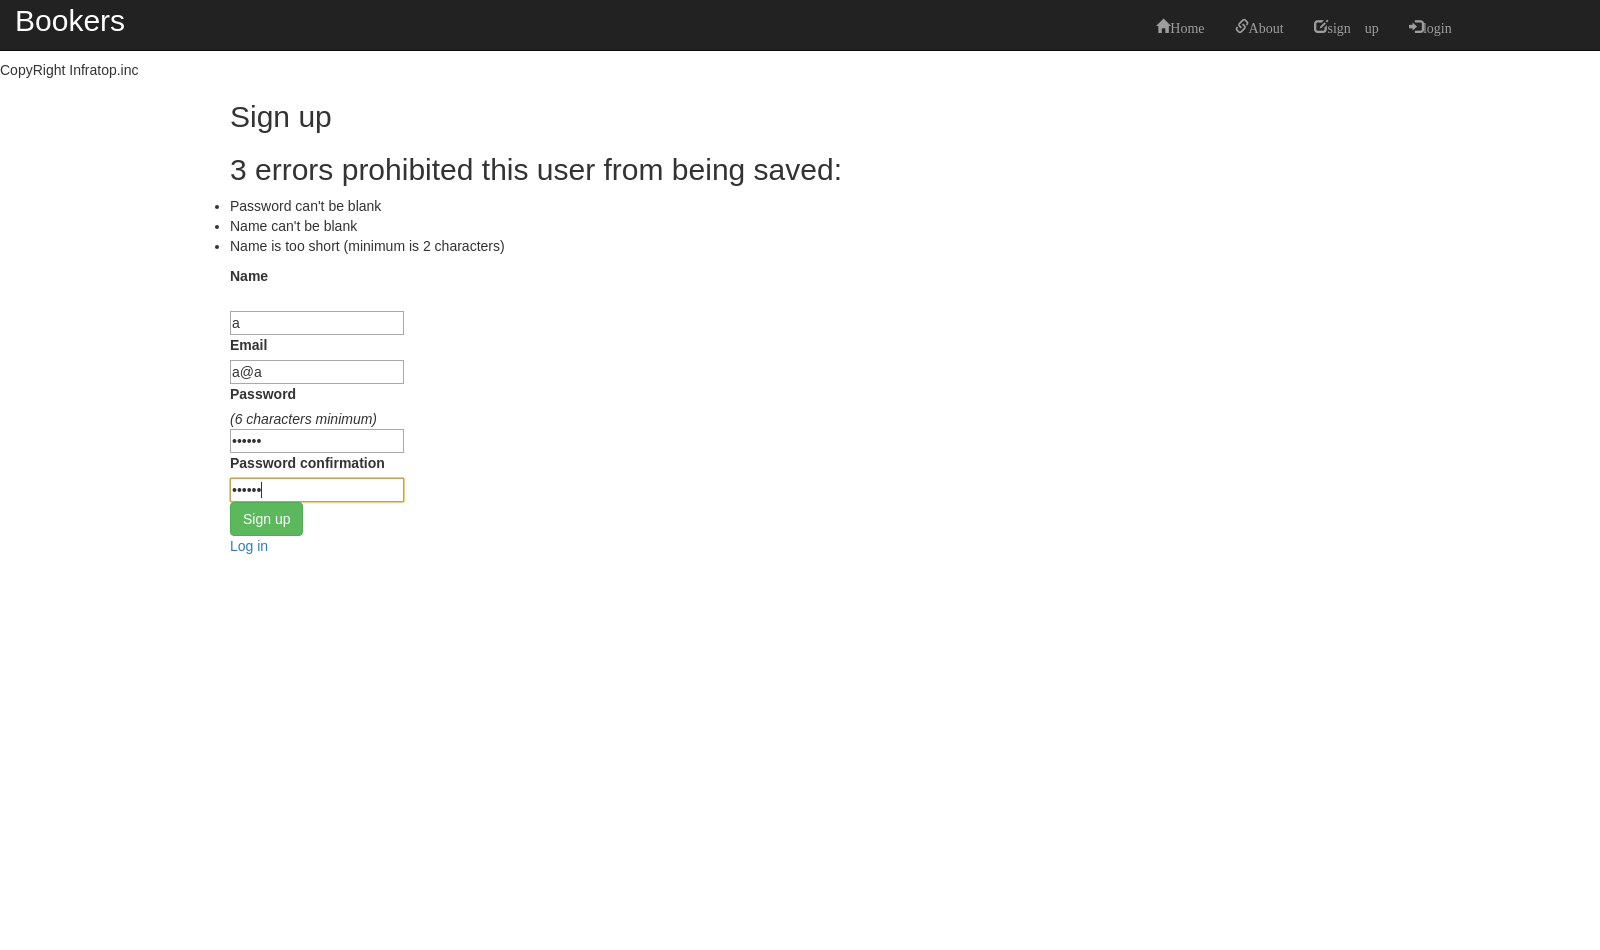 Bookers
Home About sign up login
CopyRight Infratop.inc
Sign up
3 errors prohibited this user from being saved:
Password can't be blank
Name can't be blank
Name is too short (minimum is 2 characters)
Name
a
Email
a@a
Password
(6 characters minimum)
••••••
Password confirmation
••••••
Sign up
Log in